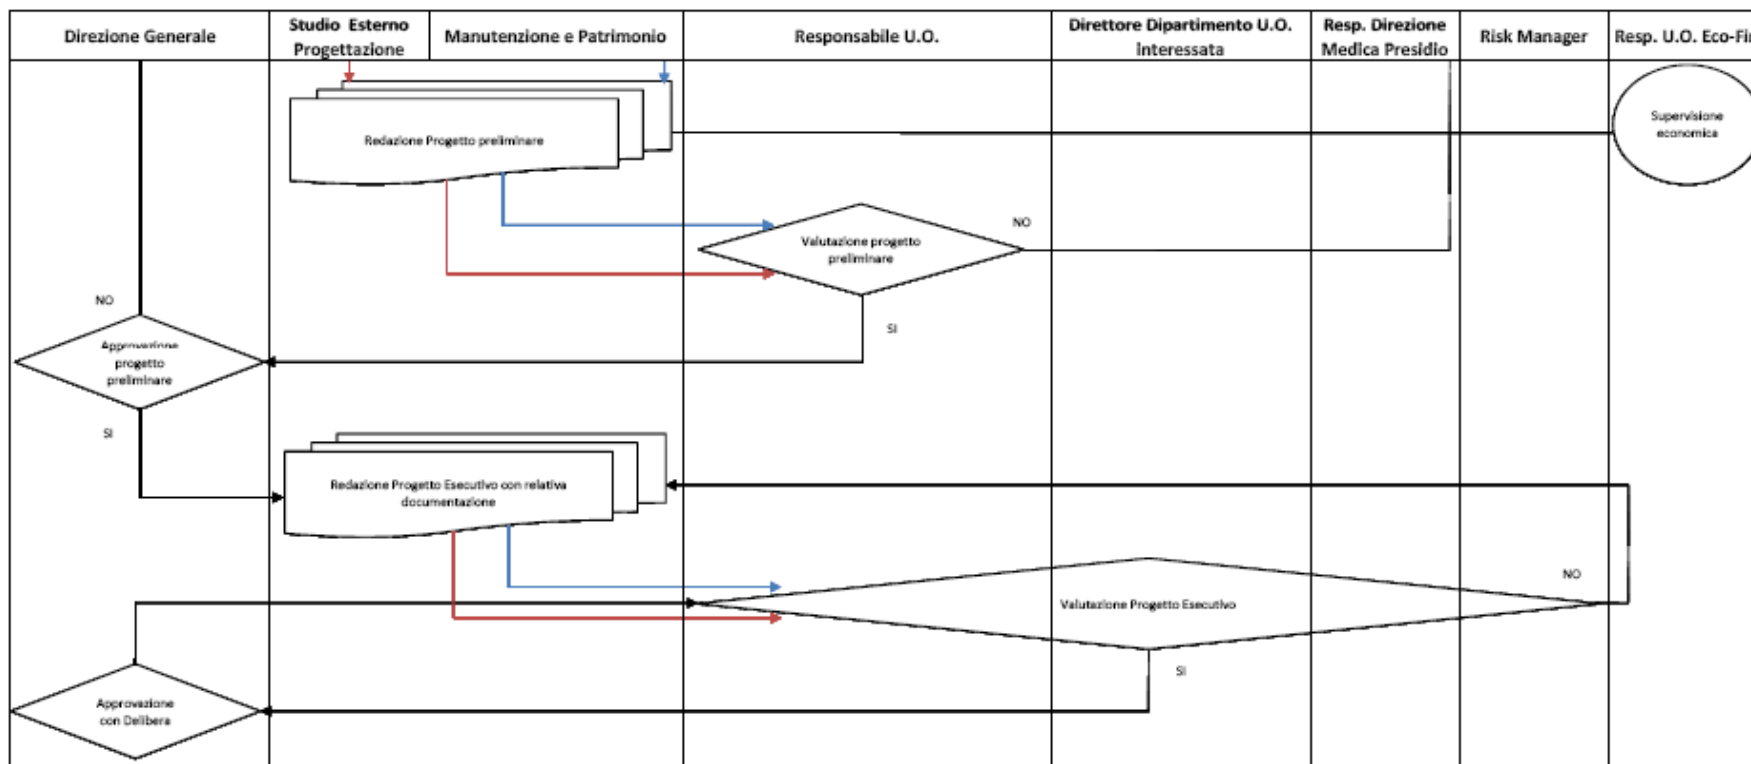 Direzione Generale
Studio Esterno
Progettazione
Manutenzione e Patrimonio
Responsabile U.O.
Direttore Dipartimento U.O.
interessata
Resp. Direzione
Medica Presidio
Risk Manager
Resp. U.O. Eco-Fi
Supervisione
economica
Redazione Progetto preliminare
NO
Valutazione progetto
preliminare
NO
SI
Approvazione
progetto
preliminare
SI
Redazione Progetto Esecutivo con relativa
documentazione
NO
Valutazione Progetto Esecutivo
SI
Approvazione
con Delibera